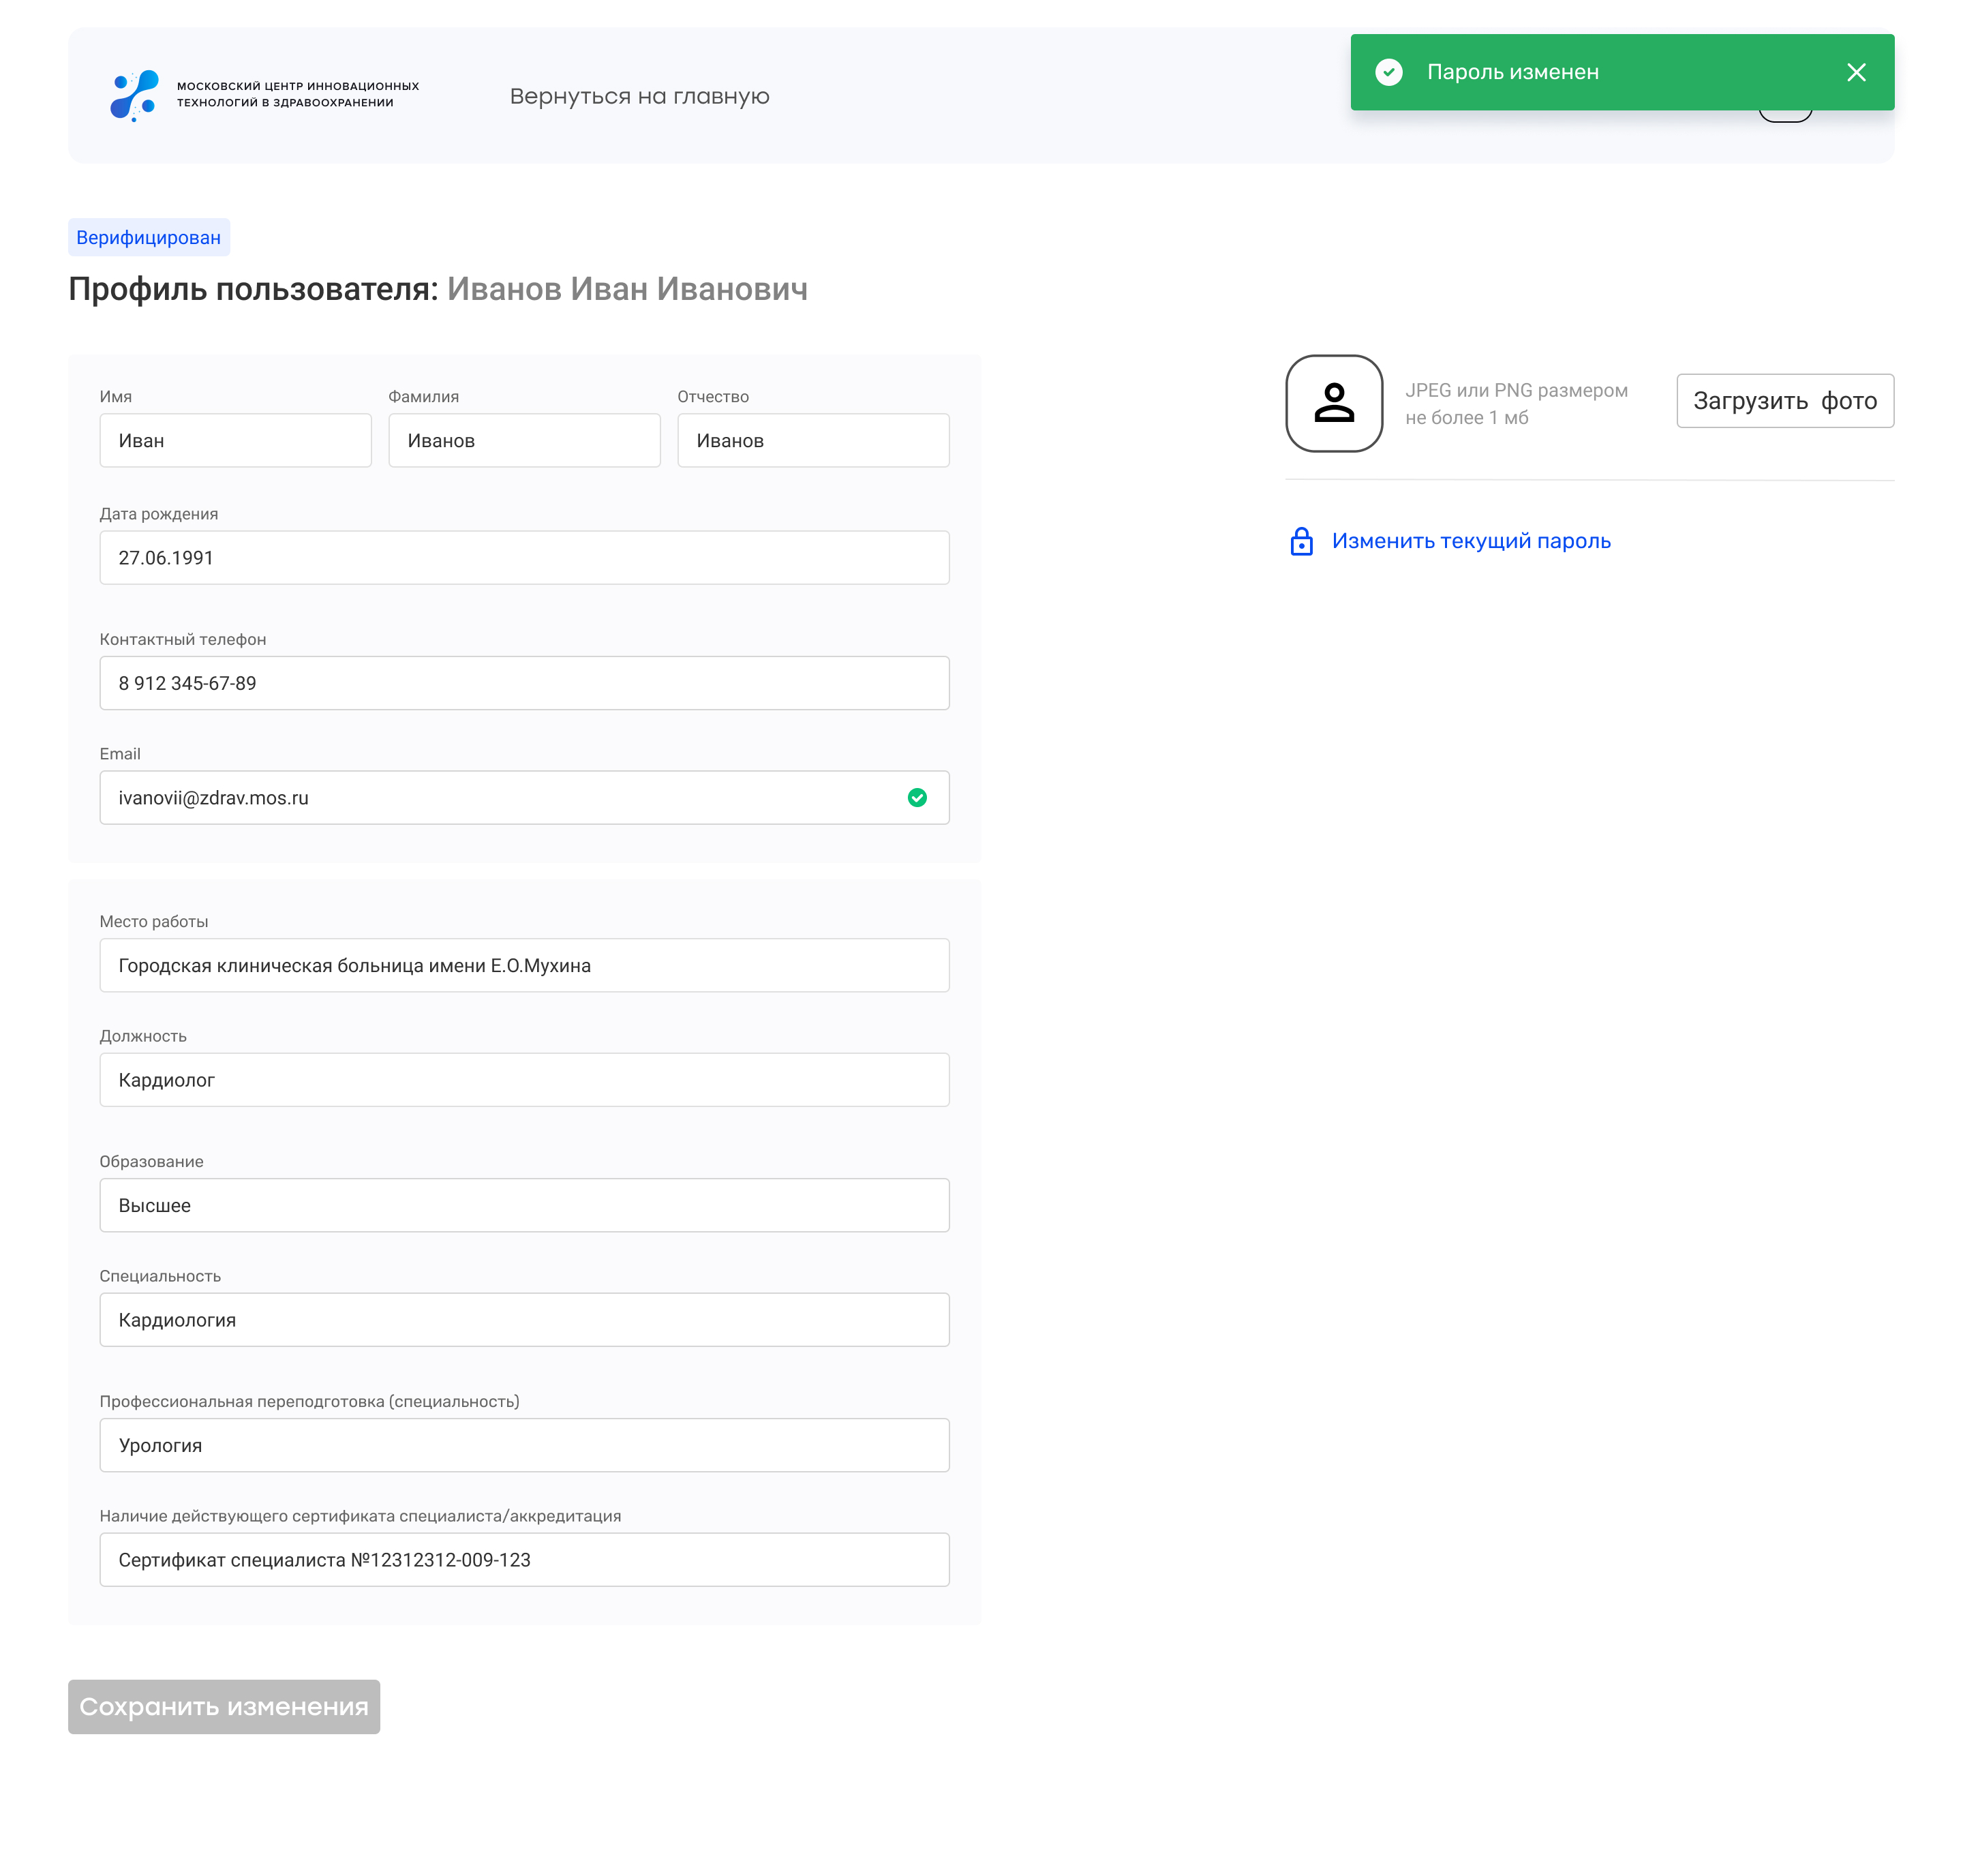 МОСКОВСКИЙ ЦЕНТР ИННОВАЦИОННЫХ
ТЕХНОЛОГИЙ В ЗДРАВООХРАНЕНИИ
Вернуться на главную
Пароль изменен
Верифицирован
Профиль пользователя: Иванов Иван Иванович
Имя
Фамилия
Отчество
Иван
Иванов
Иванов
Дата рождения
27.06.1991
Контактный телефон
8 912 345-67-89
Email
ivanovii@zdrav.mos.ru
JPEG или PNG размером
не более 1 мб
Загрузить фото
Изменить текущий пароль
Место работы
Городская клиническая больница имени Е.О.Мухина
Должность
Кардиолог
Образование
Высшее
Специальность
Кардиология
Профессиональная переподготовка (специальность)
Урология
Наличие действующего сертификата специалиста/аккредитация
Сертификат специалиста №12312312-009-123
Сохранить изменения